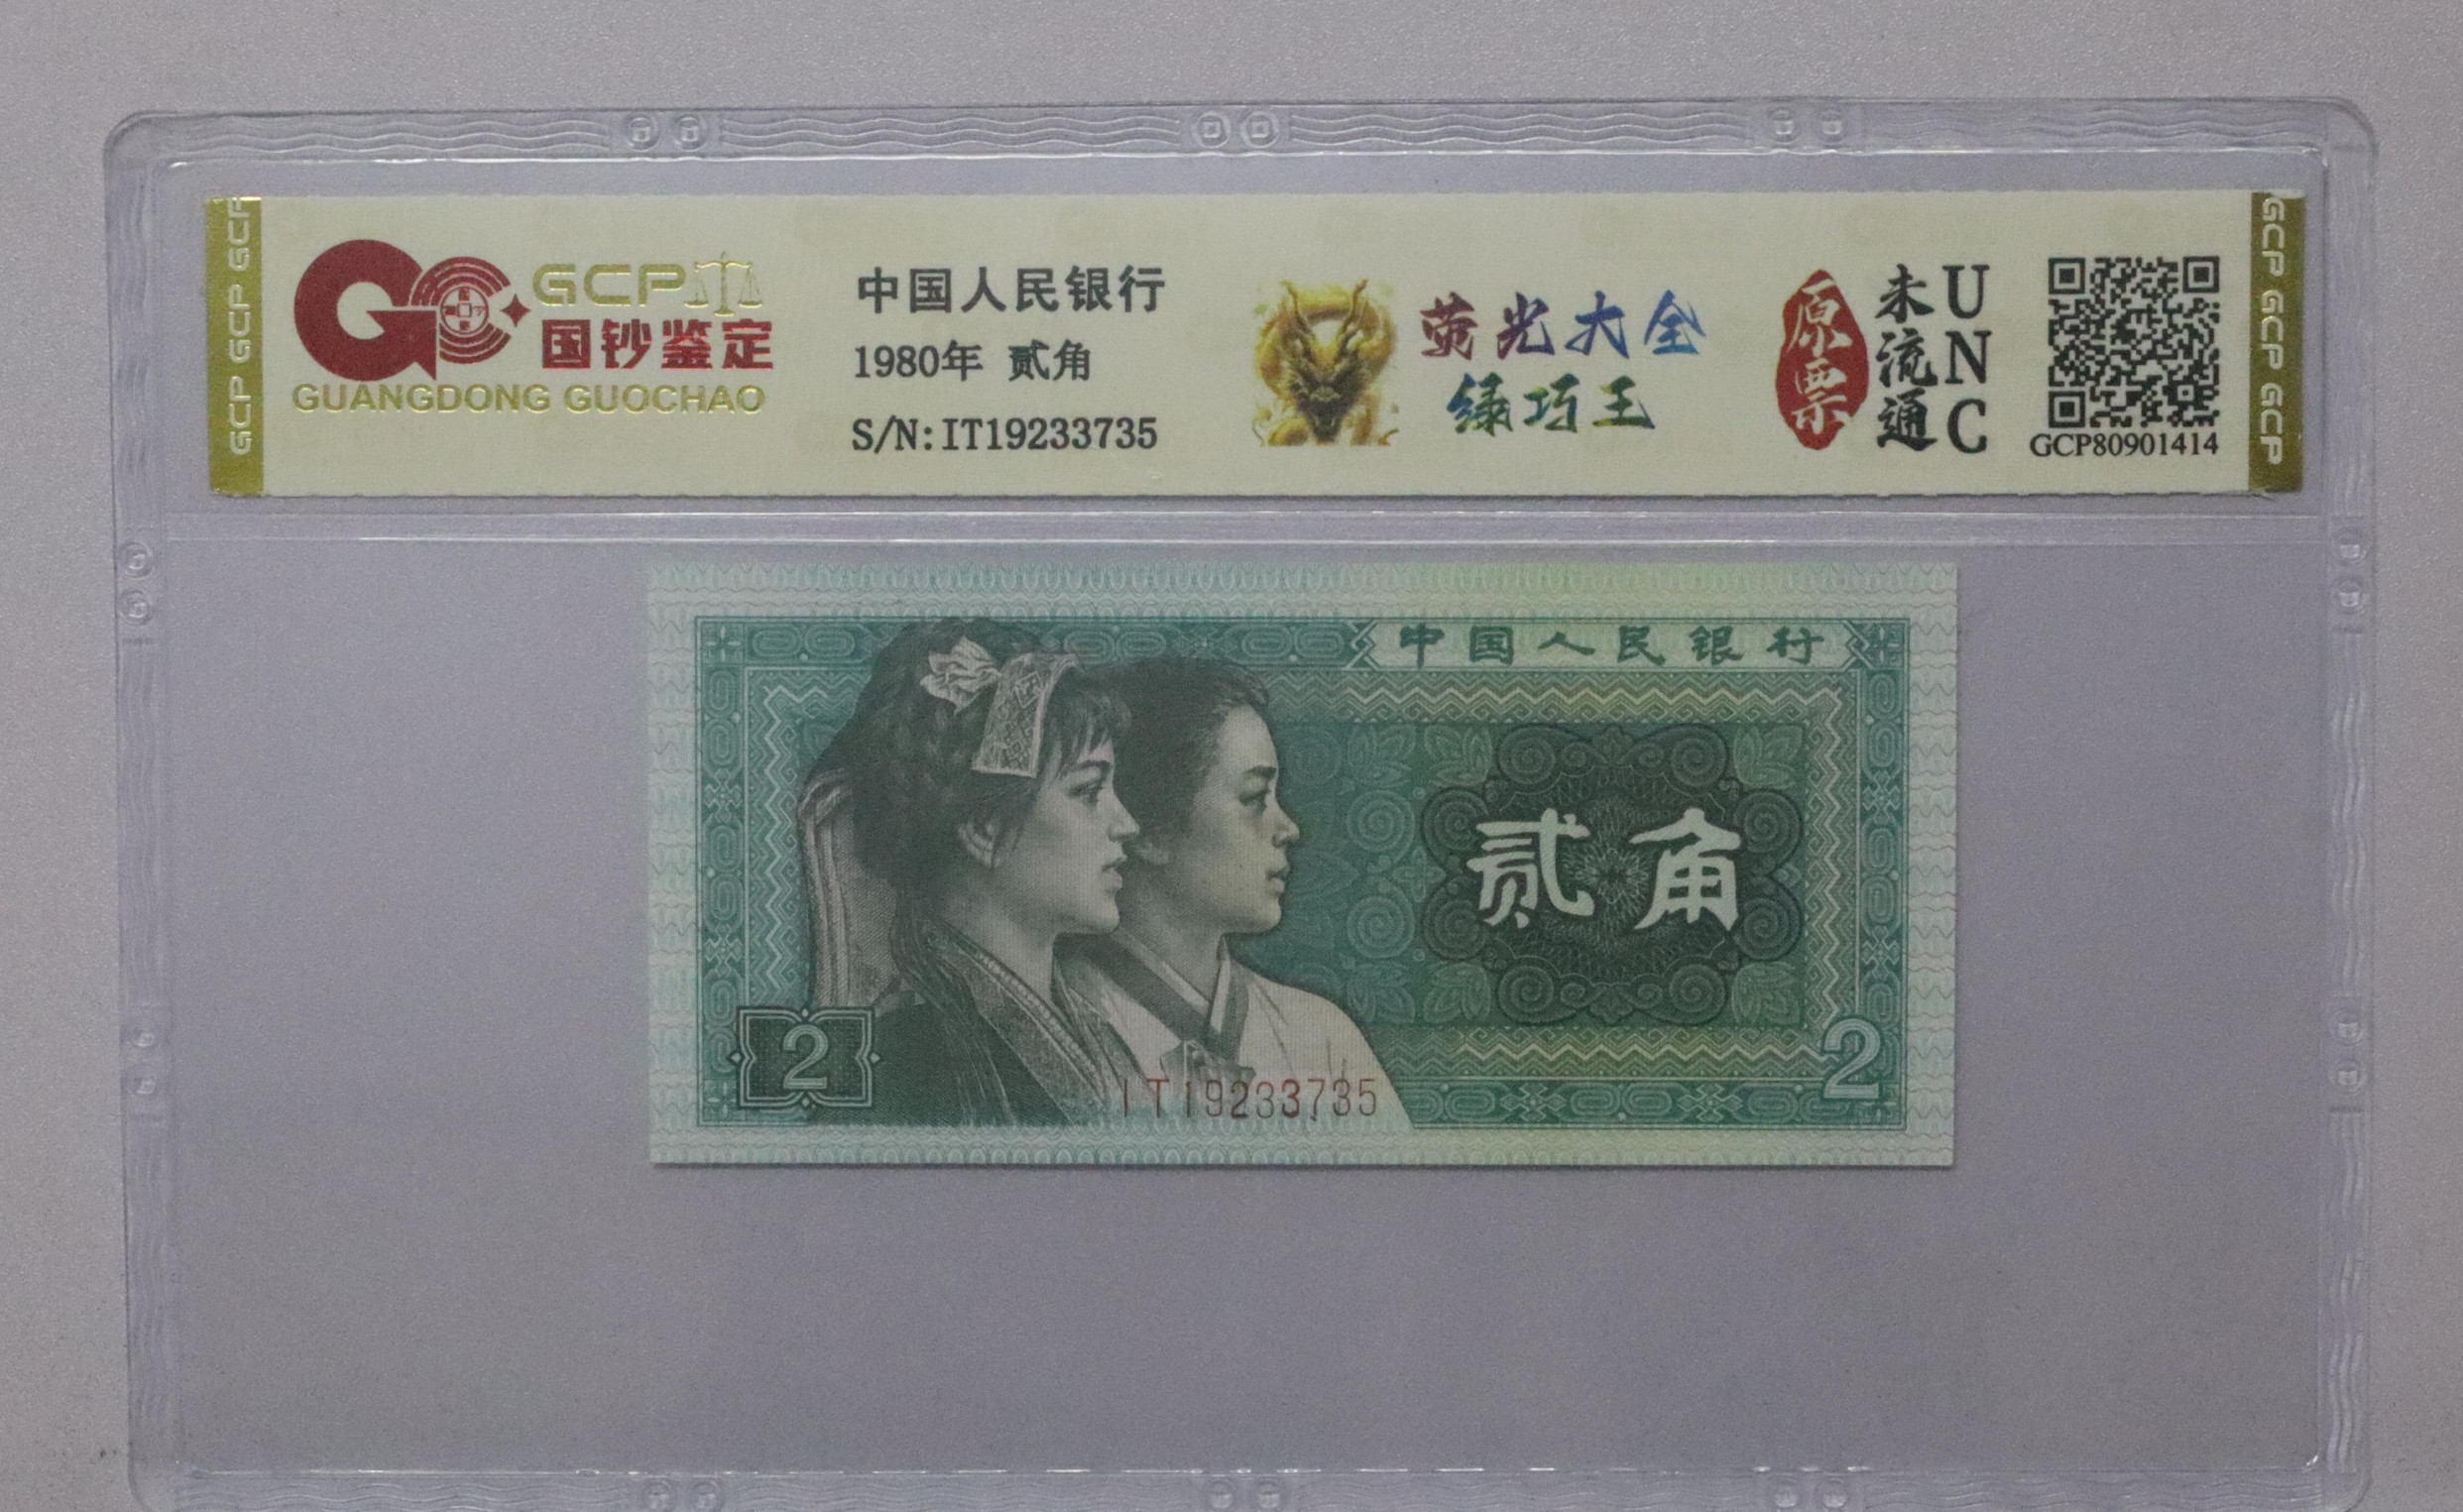 GCP GCP GCP
GCP
国钞鉴定
GUANGDONG GUOCHAO
中国人民银行
1980年 贰角
S/N:IT19233735
荧光大全
绿巧王
原票
未流通
UNC
GCP80901414
GCP GCP GCP
中国人民银行
贰角
2
IT19233735
2